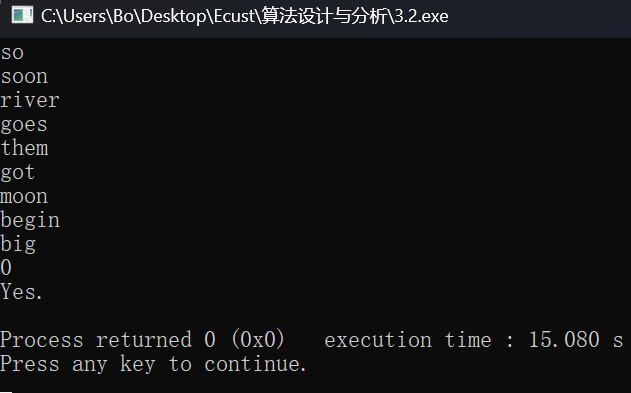 C:\Users\Bo\Desktop\Ecust\算法设计与分析\3.2.exe
so
soon
river
goes
them
got
moon
begin
big
0
Yes.
Process returned 0 (0x0)   execution time : 15.080 s
Press any key to continue.